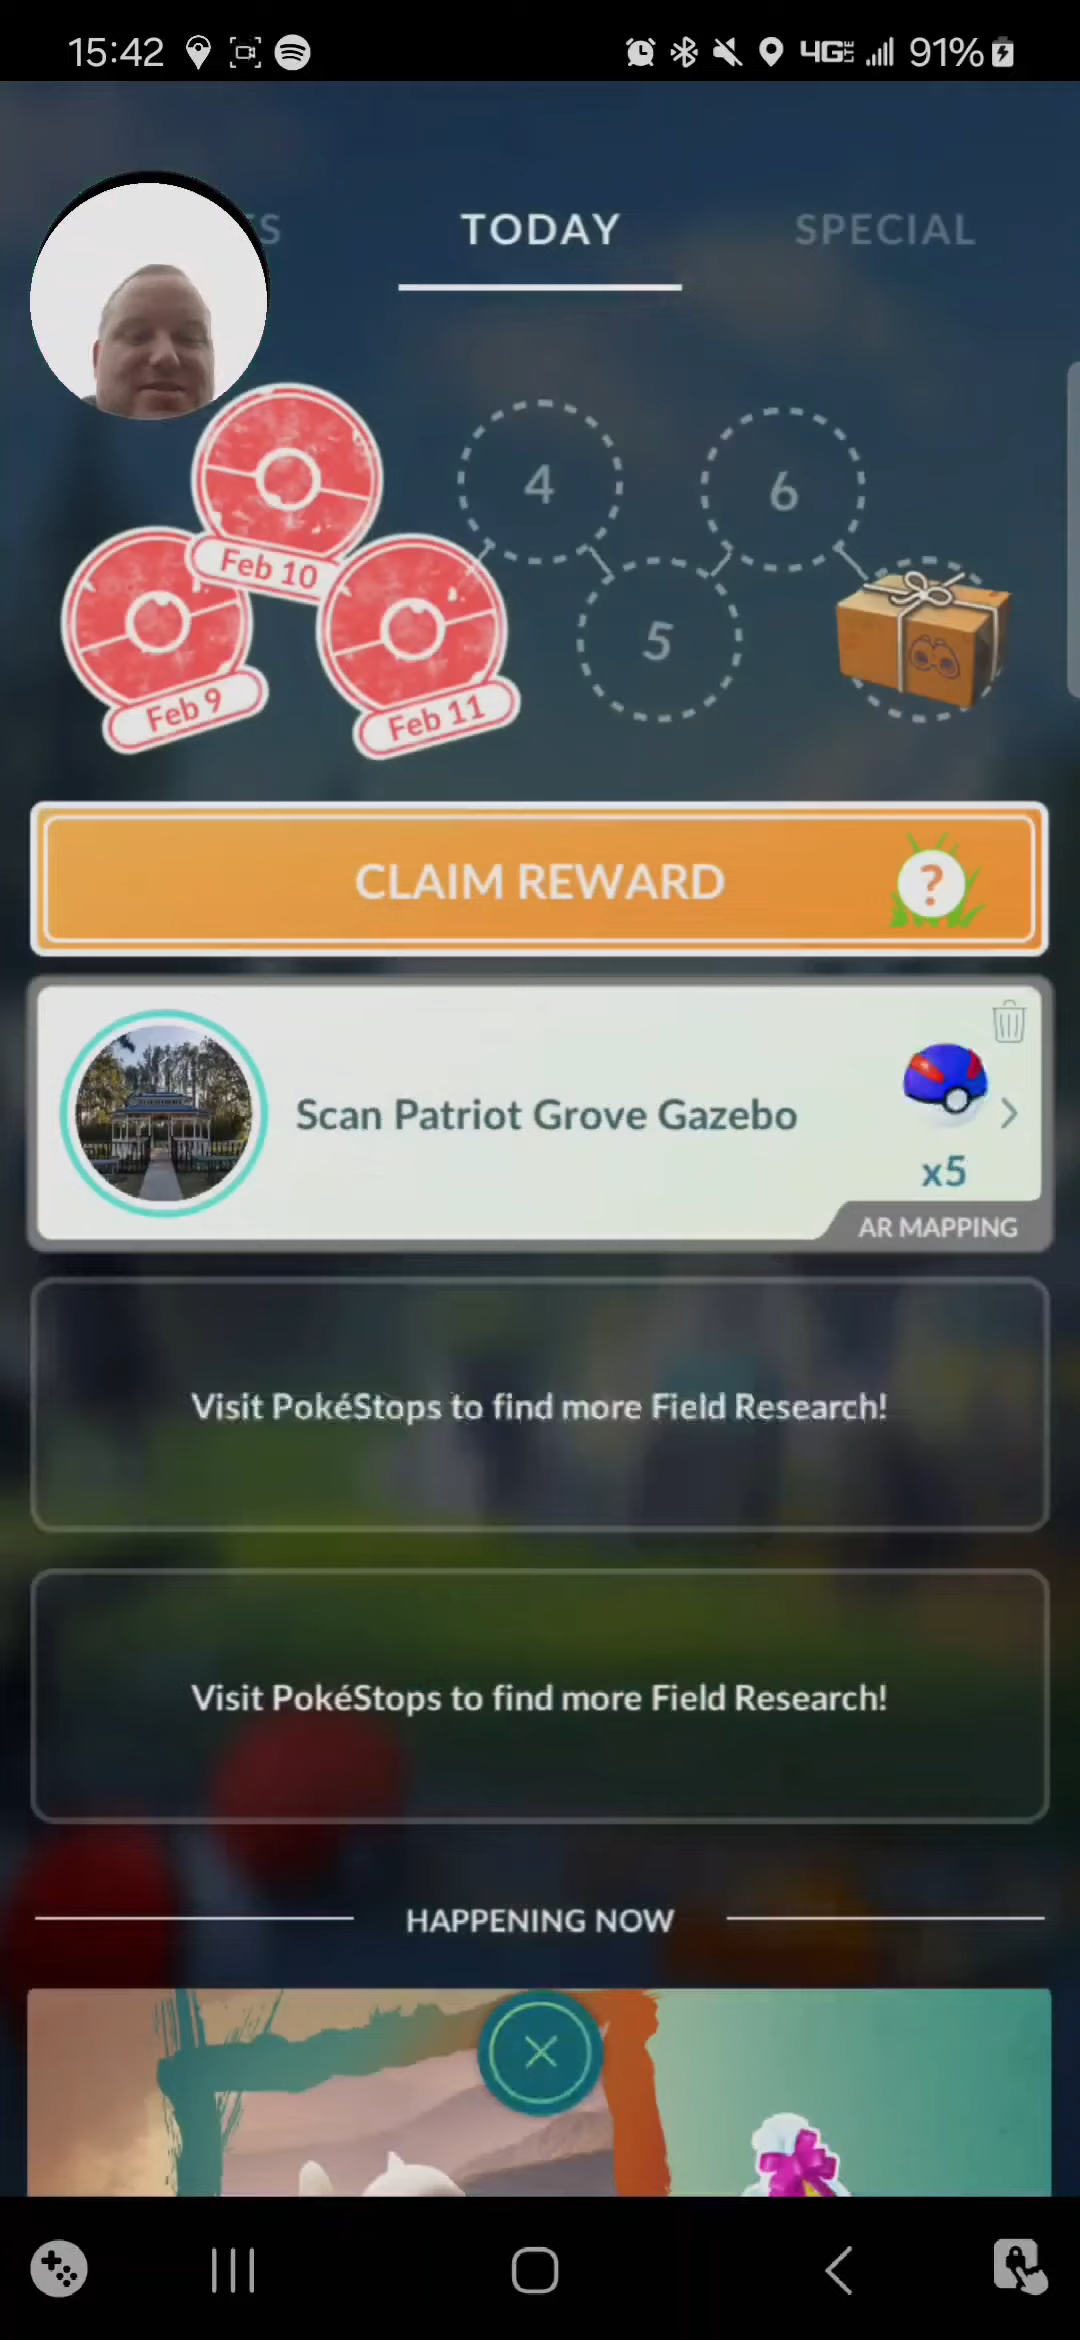 15:42 4G LTE 91%
S TODAY SPECIAL
4
6
Feb 10
5
Feb 9
Feb 11
CLAIM REWARD ?
Scan Patriot Grove Gazebo
x5
AR MAPPING
Visit PokéStops to find more Field Research!
Visit PokéStops to find more Field Research!
HAPPENING NOW